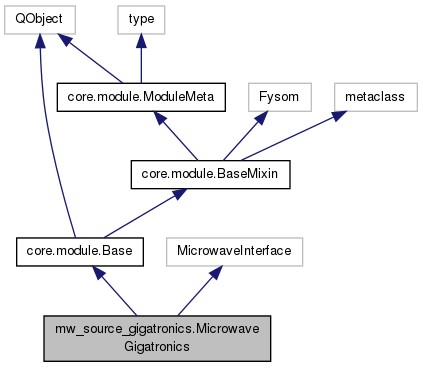 QObject
type
core.module.ModuleMeta
Fysom
metaclass
core.module.BaseMixin
core.module.Base
MicrowaveInterface
mw_source_gigatronics.Microwave
Gigatronics